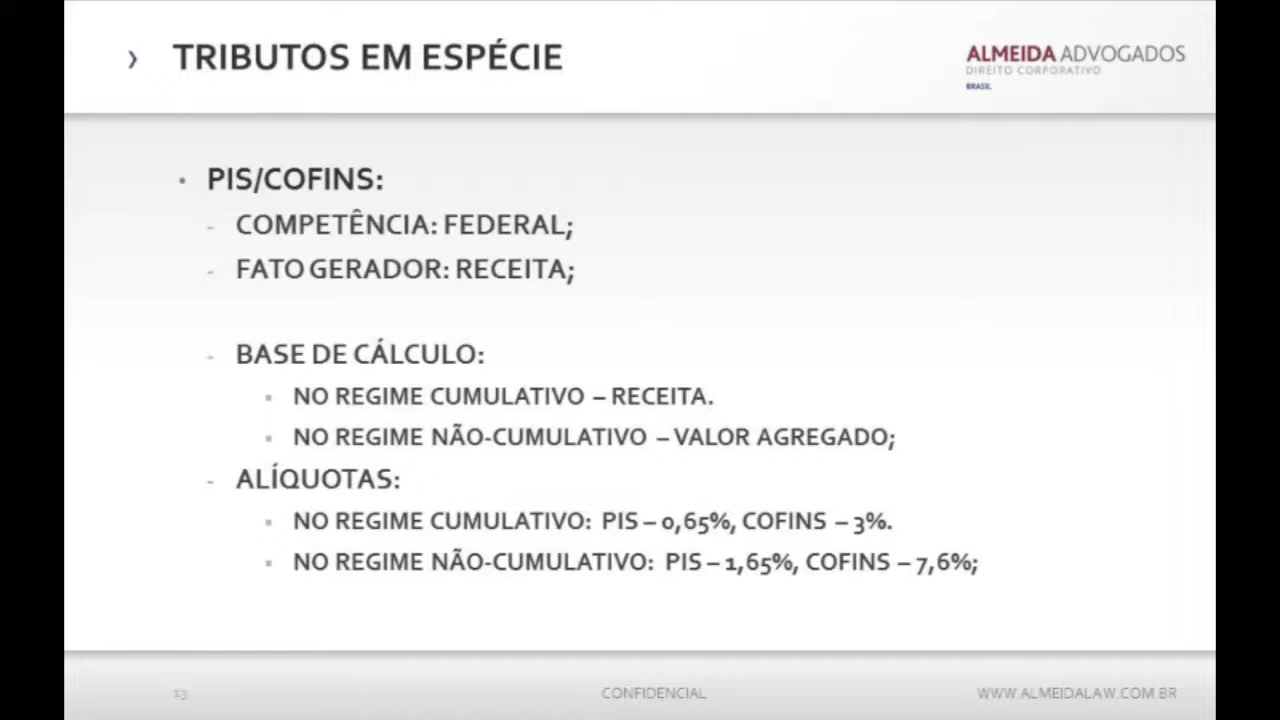 › TRIBUTOS EM ESPÉCIE
ALMEIDA ADVOGADOS
DIREITO CORPORATIVO
BRASIL
• PIS/COFINS:
- COMPETÊNCIA: FEDERAL;
- FATO GERADOR: RECEITA;
- BASE DE CÁLCULO:
▪ NO REGIME CUMULATIVO – RECEITA.
▪ NO REGIME NÃO-CUMULATIVO – VALOR AGREGADO;
- ALÍQUOTAS:
▪ NO REGIME CUMULATIVO: PIS – 0,65%, COFINS – 3%.
▪ NO REGIME NÃO-CUMULATIVO: PIS – 1,65%, COFINS – 7,6%;
13
CONFIDENCIAL
WWW.ALMEIDALAW.COM.BR